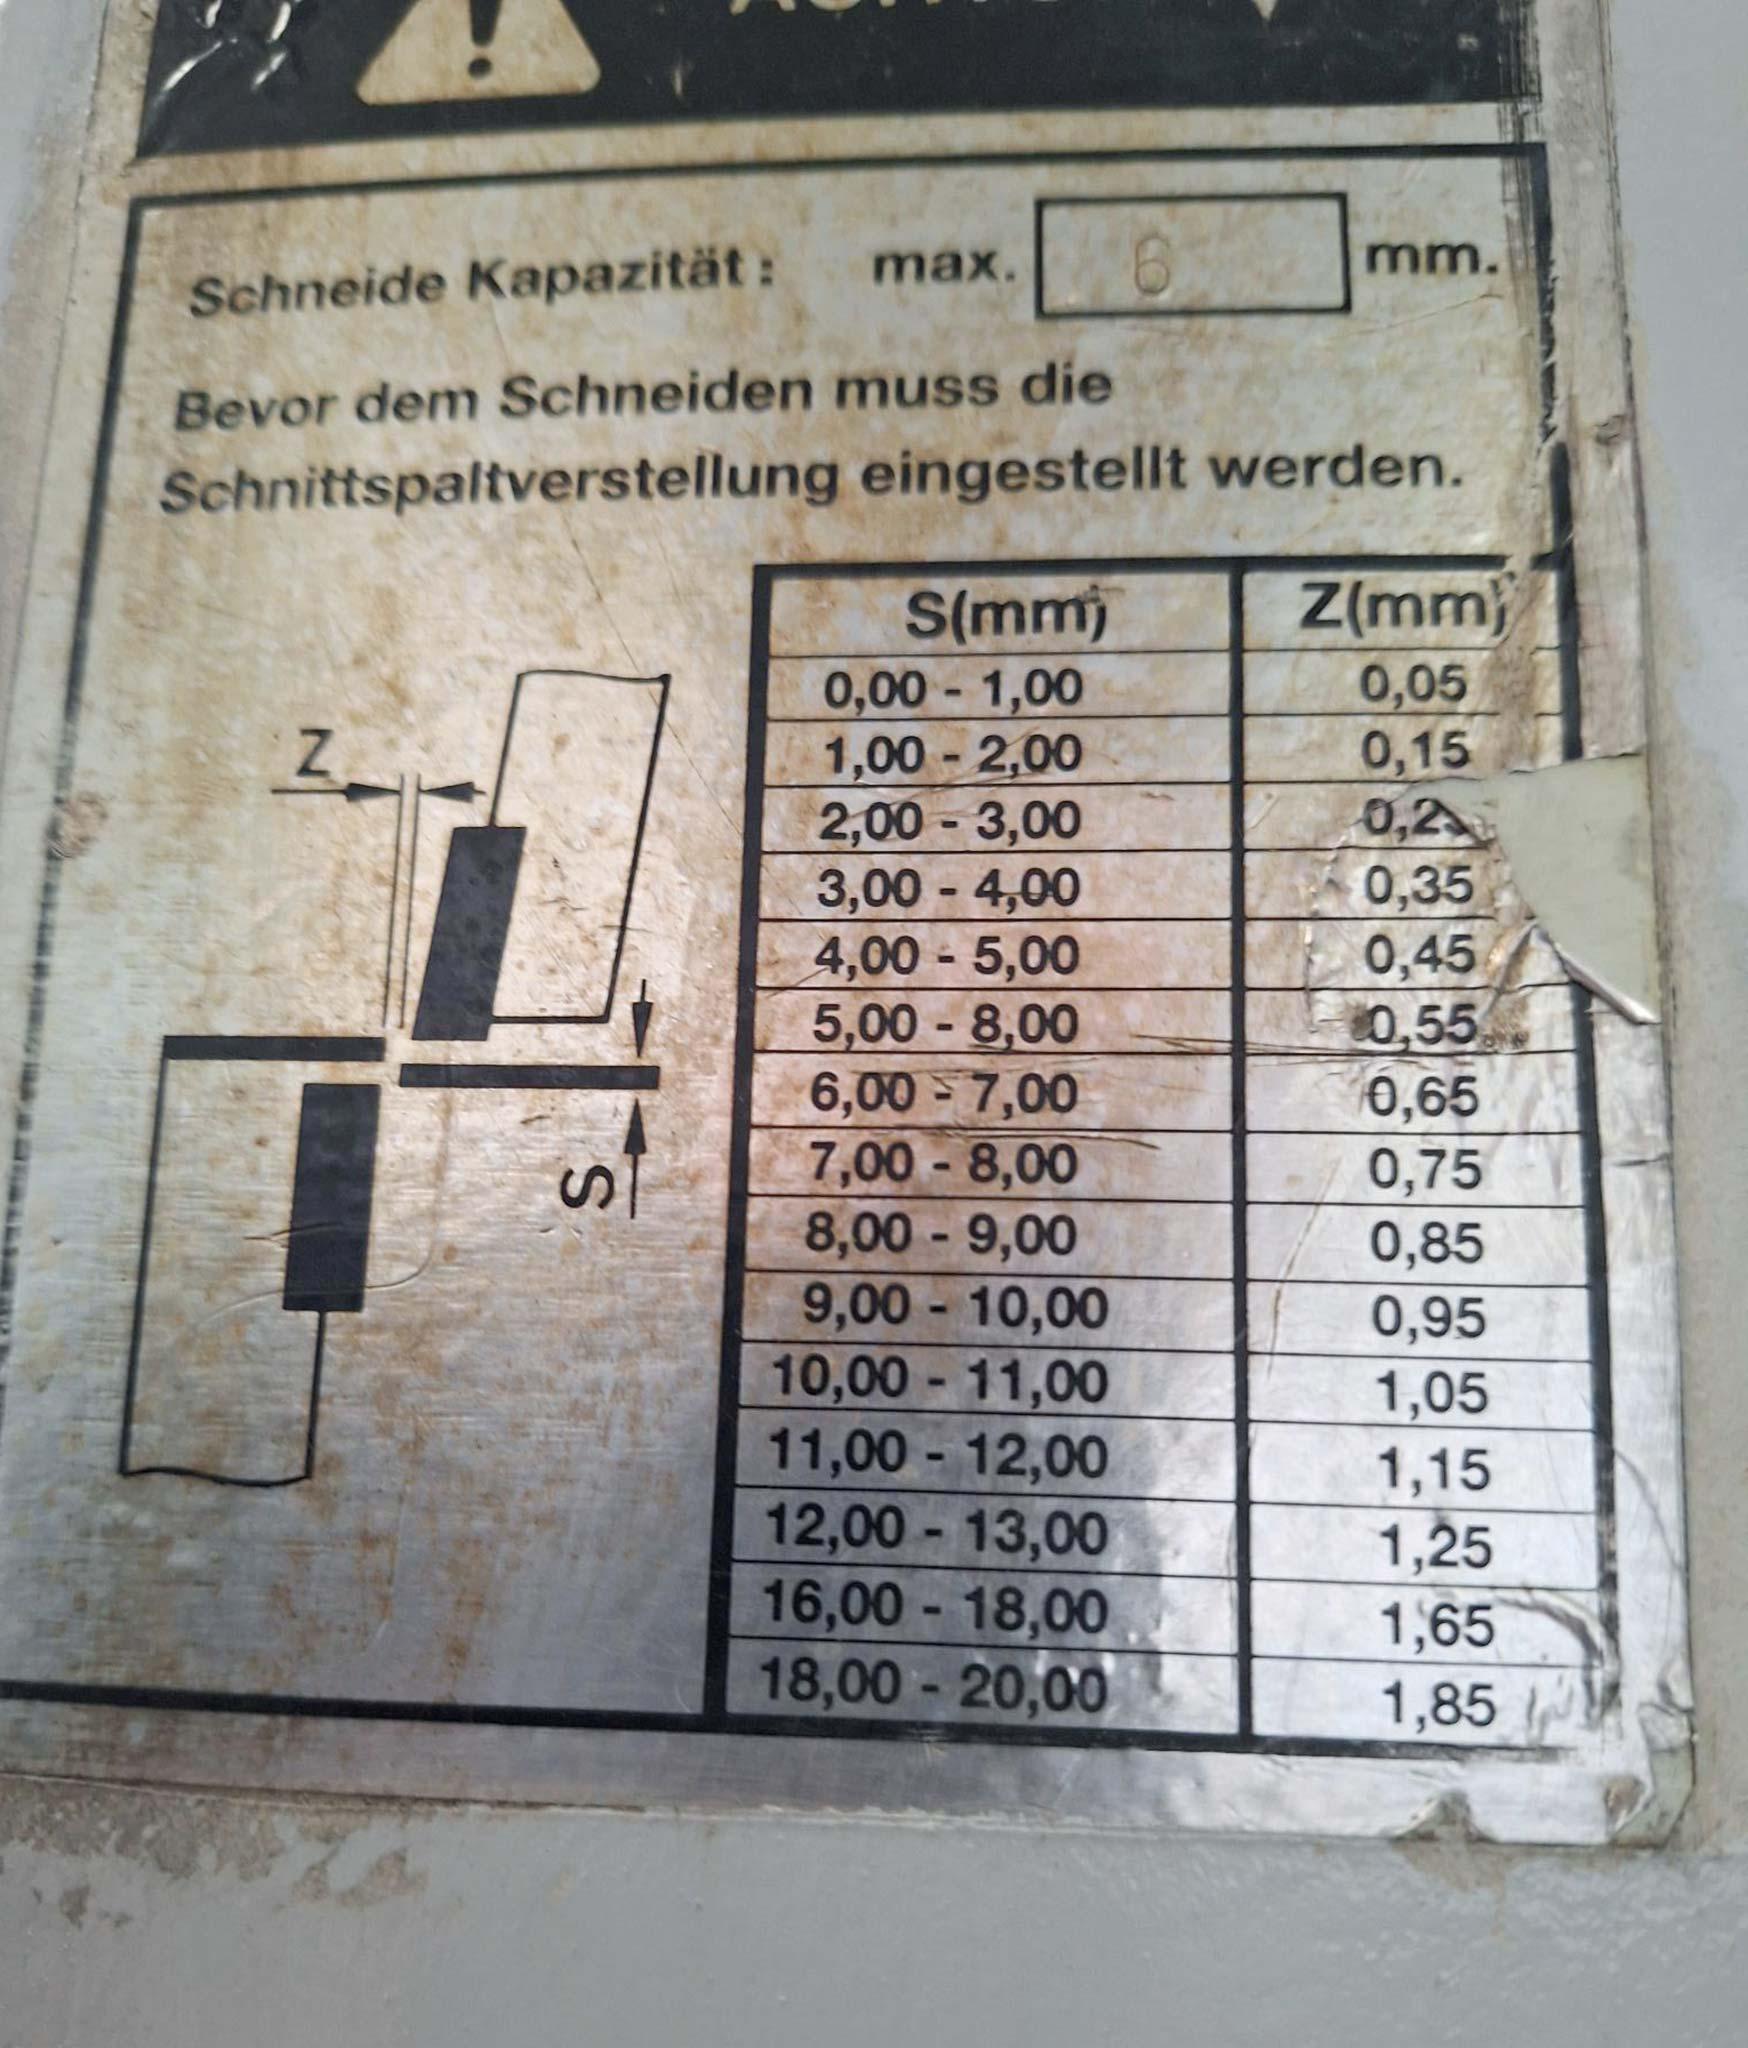 Schneide Kapazität : max. 6 mm.
Bevor dem Schneiden muss die
Schnittspaltverstellung eingestellt werden.
S(mm) Z(mm)
0,00 - 1,00 0,05
1,00 - 2,00 0,15
2,00 - 3,00
3,00 - 4,00 0,35
4,00 - 5,00 0,45
5,00 - 8,00 0,55
6,00 - 7,00 0,65
7,00 - 8,00 0,75
8,00 - 9,00 0,85
9,00 - 10,00 0,95
10,00 - 11,00 1,05
11,00 - 12,00 1,15
12,00 - 13,00 1,25
16,00 - 18,00 1,65
18,00 - 20,00 1,85
Z
S